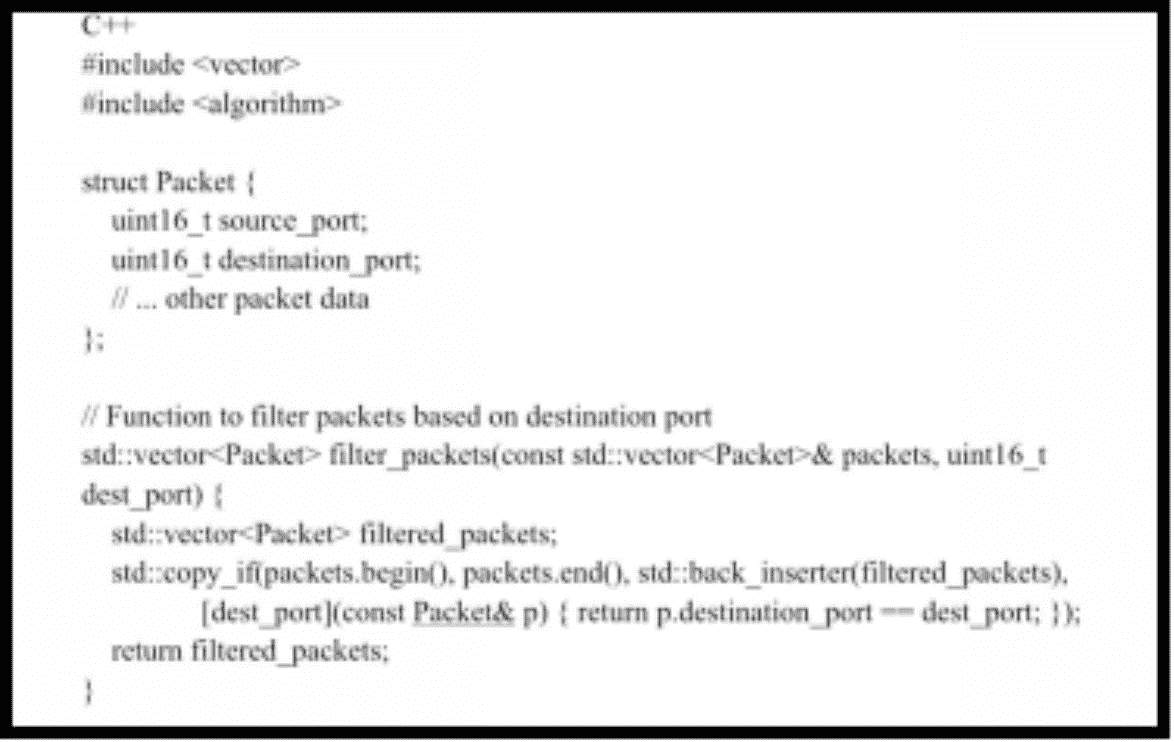 C++
#include <vector>
#include <algorithm>
struct Packet {
uint16_t source_port;
uint16_t destination_port;
// ... other packet data
};
// Function to filter packets based on destination port
std::vector<Packet> filter_packets(const std::vector<Packet>& packets, uint16_t
dest_port) {
std::vector<Packet> filtered_packets;
std::copy_if(packets.begin(), packets.end(), std::back_inserter(filtered_packets),
[dest_port](const Packet& p) { return p.destination_port == dest_port; });
return filtered_packets;
}